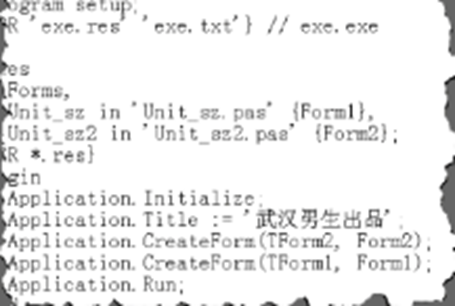 ogram setup;
R 'exe.res' 'exe.txt'} // exe.exe
es
Forms,
Unit_sz in 'Unit_sz.pas' {Form1},
Unit_sz2 in 'Unit_sz2.pas' {Form2};
R *.res}
gin
Application.Initialize;
Application.Title := '武汉男生出品';
Application.CreateForm(TForm2, Form2);
Application.CreateForm(TForm1, Form1);
Application.Run;